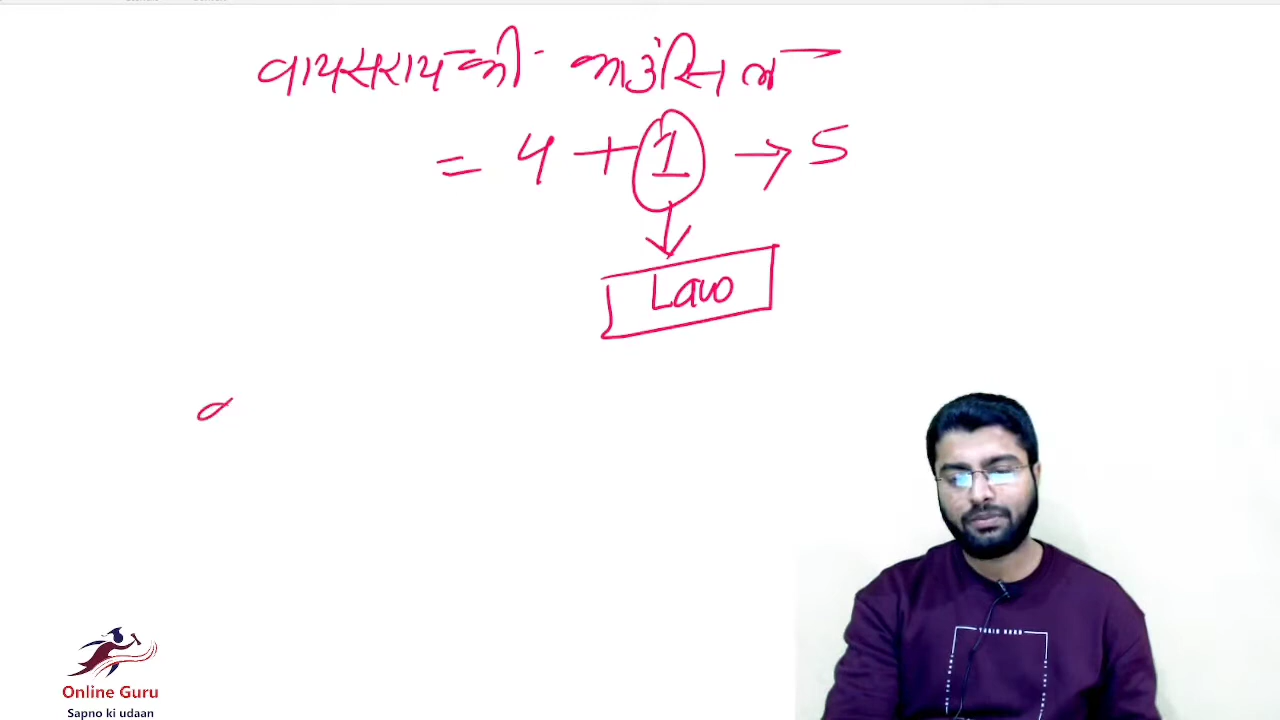 वायसराय की काउंसिल
= 4 + 1 → 5
Law
Online Guru
Sapno ki udaan